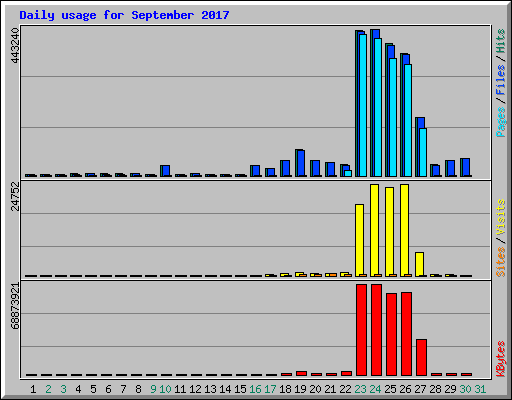 Daily usage for September 2017
443240
Pages / Files / Hits
24752
Sites / Visits
68873921
KBytes
1 2 3 4 5 6 7 8 9 10 11 12 13 14 15 16 17 18 19 20 21 22 23 24 25 26 27 28 29 30 31